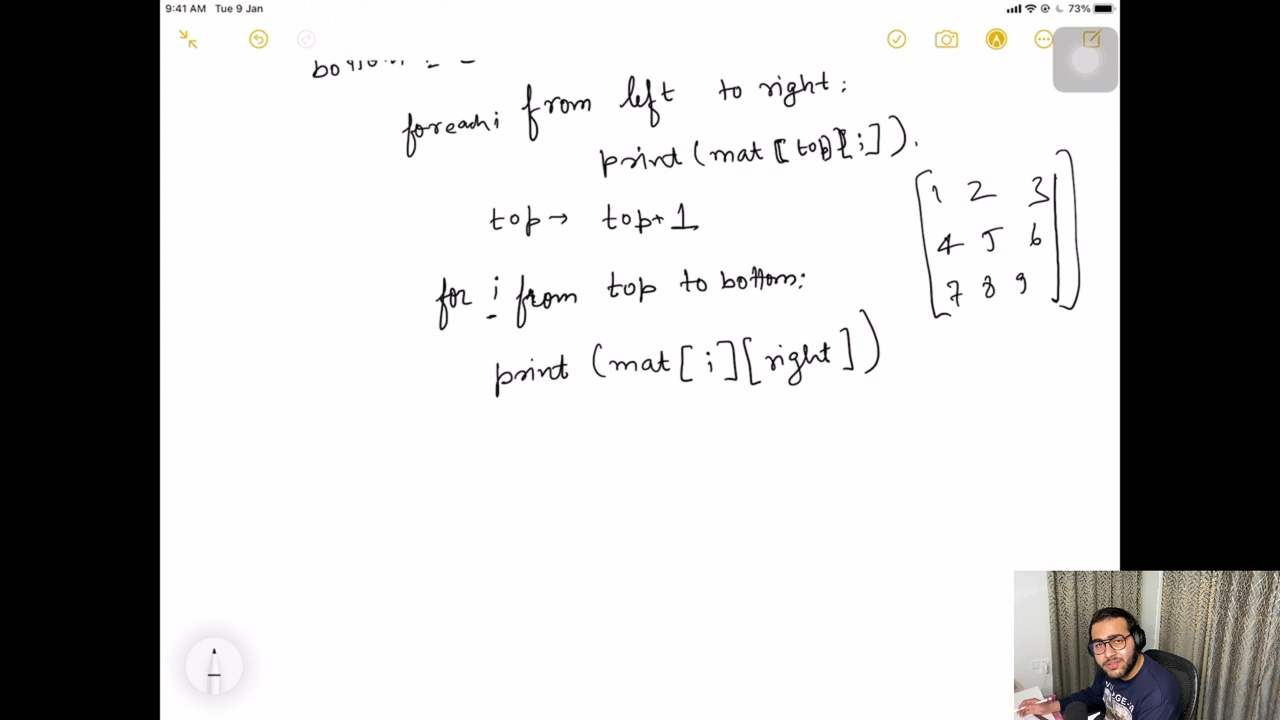 9:41 AM Tue 9 Jan
73%
foreach i from left to right:
print (mat [top][i]).
top → top+1
for i from top to bottom:
print (mat [i][right])
1 2 3
4 5 6
7 8 9